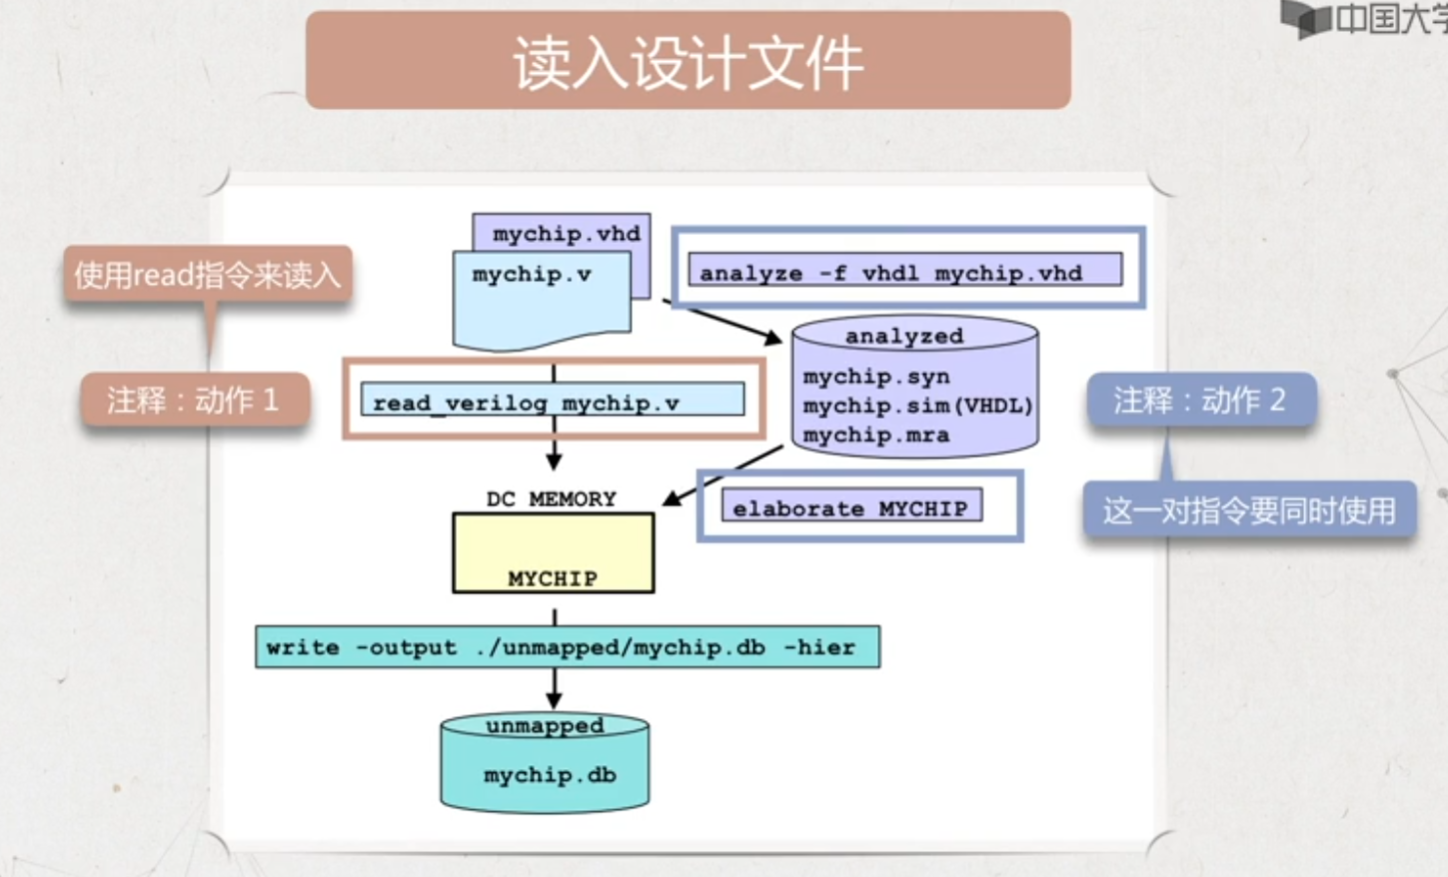 中国大学
读入设计文件
mychip.vhd
mychip.v
analyze -f vhdl mychip.vhd
使用read指令来读入
注释：动作 1
read_verilog mychip.v
analyzed
mychip.syn
mychip.sim(VHDL)
mychip.mra
注释：动作 2
这一对指令要同时使用
elaborate MYCHIP
DC MEMORY
MYCHIP
write -output ./unmapped/mychip.db -hier
unmapped
mychip.db